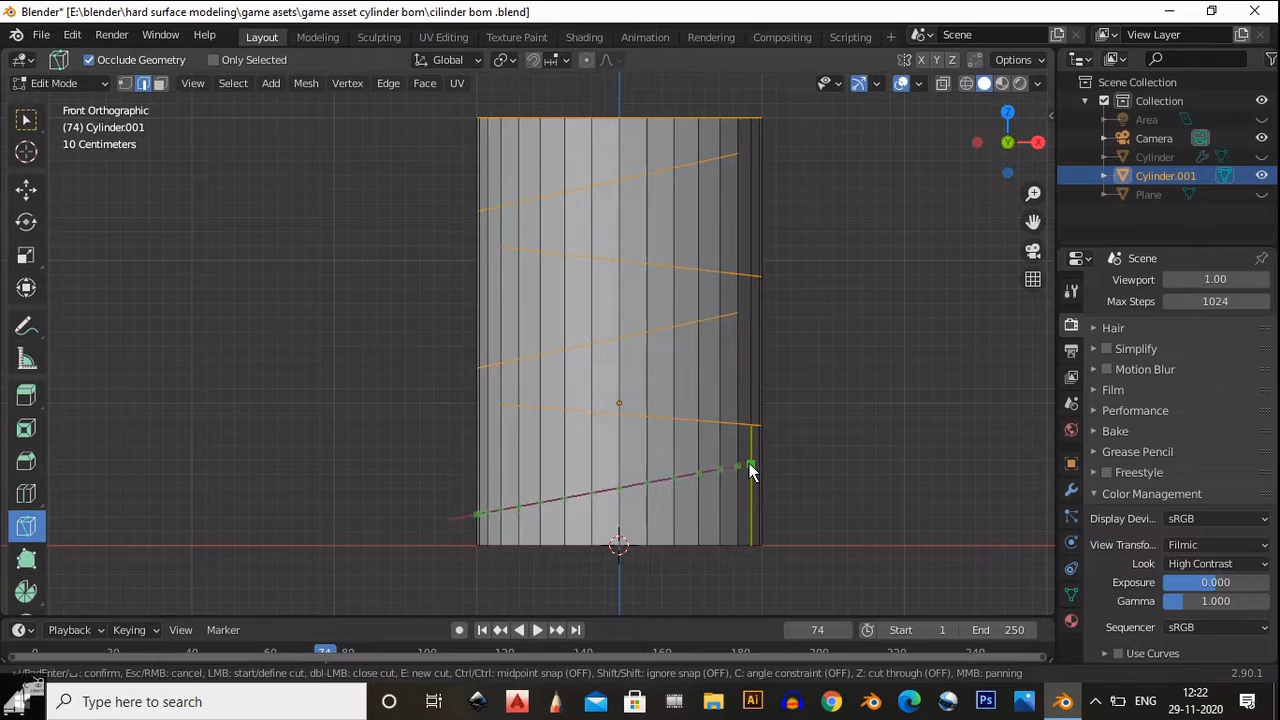 Blender* [E:\blender\hard surface modeling\game asets\game asset cylinder bom\cilinder bom .blend]
File Edit Render Window Help Layout Modeling Sculpting UV Editing Texture Paint Shading Animation Rendering Compositing Scripting + Scene View Layer
Occlude Geometry Only Selected Global X Y Z Options
Edit Mode View Select Add Mesh Vertex Edge Face UV
Front Orthographic
(74) Cylinder.001
10 Centimeters
Z
X
Y
Scene Collection
Collection
Area
Camera
Cylinder
Cylinder.001
Plane
Scene
Viewport 1.00
Max Steps 1024
Hair
Simplify
Motion Blur
Film
Performance
Bake
Grease Pencil
Freestyle
Color Management
Display Devi... sRGB
View Transfo... Filmic
Look High Contrast
Exposure 0.000
Gamma 1.000
Sequencer sRGB
Use Curves
Playback Keying View Marker 74 Start 1 End 250
74
/PadEnter/: confirm, Esc/RMB: cancel, LMB: start/define cut, dbl-LMB: close cut, E: new cut, Ctrl/Ctrl: midpoint snap (OFF), Shift/Shift: ignore snap (OFF), C: angle constraint (OFF), Z: cut through (OFF), MMB: panning
2.90.1
Type here to search
Ai
Ps
ENG
12:22
29-11-2020